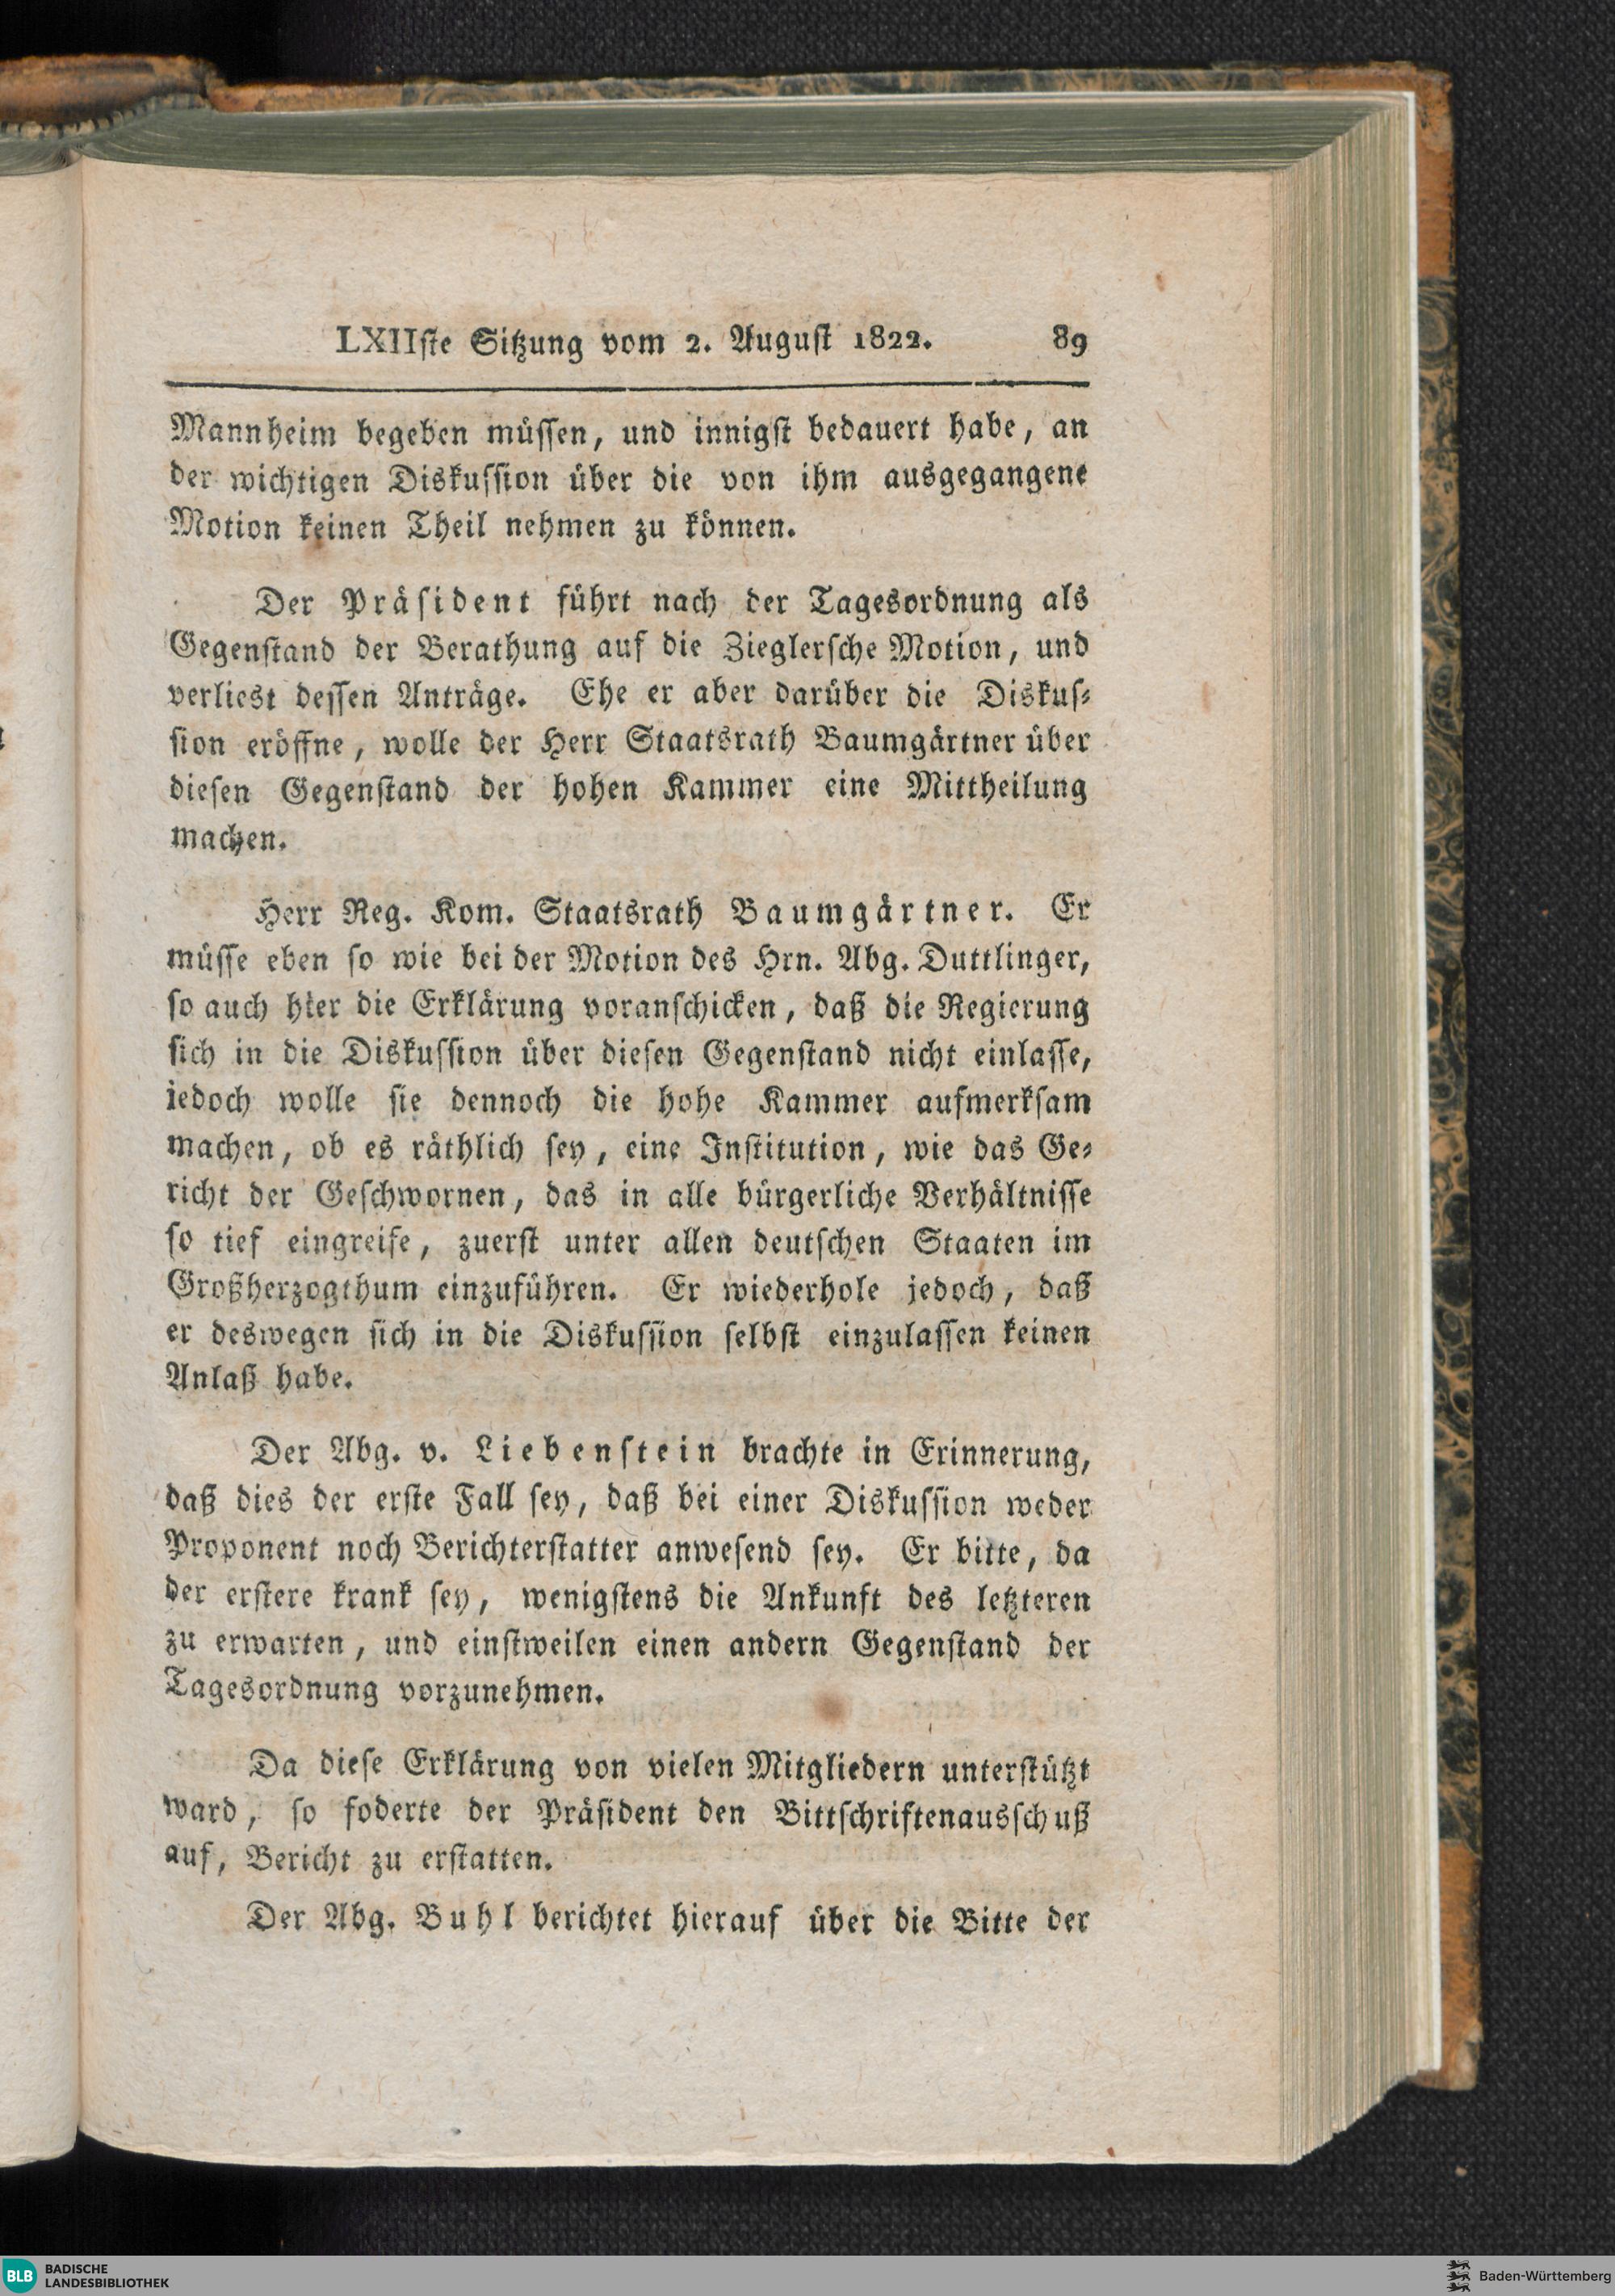 LXIIste Sitzung vom 2. August 1822. 89
Mannheim begeben müssen, und innigst bedauert habe, an
der wichtigen Diskussion über die von ihm ausgegangene
Motion keinen Theil nehmen zu können.
Der Präsident führt nach der Tagesordnung als
Gegenstand der Berathung auf die Zieglersche Motion, und
verliest dessen Anträge. Ehe er aber darüber die Diskus-
sion eröffne, wolle der Herr Staatsrath Baumgärtner über
diesen Gegenstand der hohen Kammer eine Mittheilung
machen.
Herr Reg. Kom. Staatsrath Baumgärtner. Er
müsse eben so wie bei der Motion des Hrn. Abg. Duttlinger,
so auch hier die Erklärung voranschicken, daß die Regierung
sich in die Diskussion über diesen Gegenstand nicht einlasse,
jedoch wolle sie dennoch die hohe Kammer aufmerksam
machen, ob es räthlich sey, eine Institution, wie das Ge-
richt der Geschwornen, das in alle bürgerliche Verhältnisse
so tief eingreife, zuerst unter allen deutschen Staaten im
Großherzogthum einzuführen. Er wiederhole jedoch, daß
er deswegen sich in die Diskussion selbst einzulassen keinen
Anlaß habe.
Der Abg. v. Liebenstein brachte in Erinnerung,
daß dies der erste Fall sey, daß bei einer Diskussion weder
Proponent noch Berichterstatter anwesend sey. Er bitte, da
der erstere krank sey, wenigstens die Ankunft des letzteren
zu erwarten, und einstweilen einen andern Gegenstand der
Tagesordnung vorzunehmen.
Da diese Erklärung von vielen Mitgliedern unterstützt
ward, so foderte der Präsident den Bittschriftenausschuß
auf, Bericht zu erstatten.
Der Abg. Buhl berichtet hierauf über die Bitte der
BLB BADISCHE
LANDESBIBLIOTHEK
Baden-Württemberg